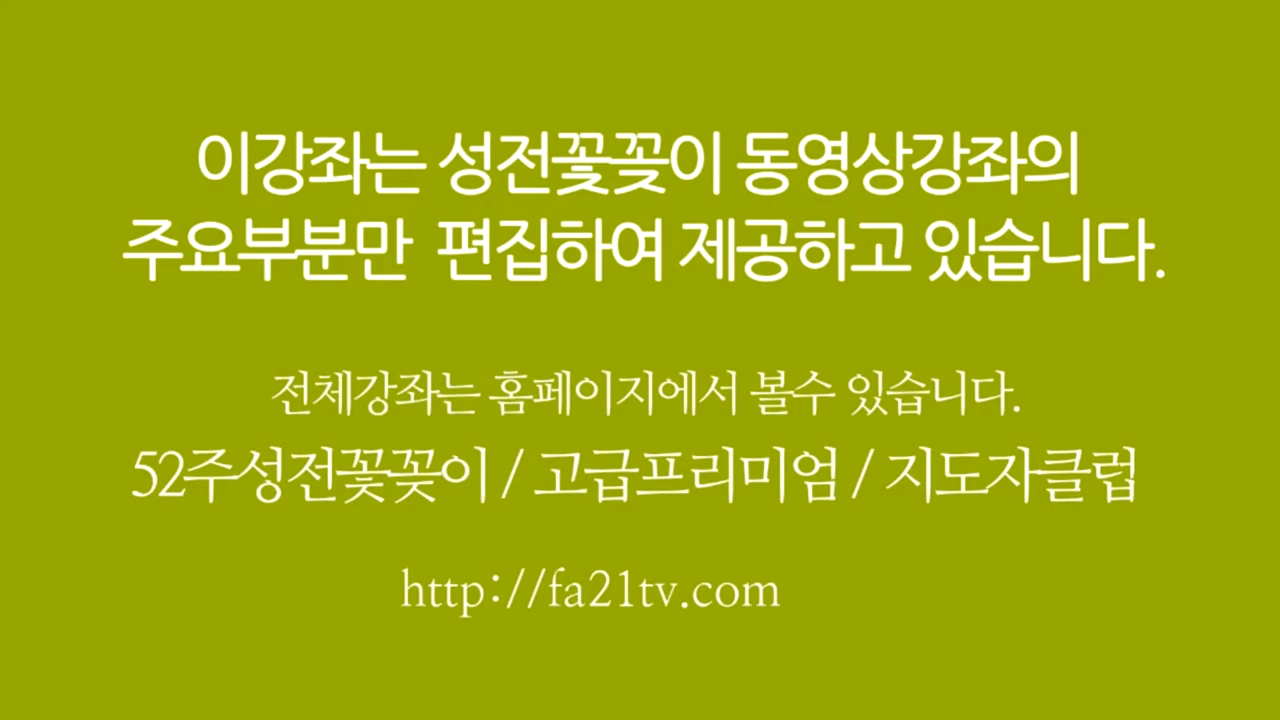 이강좌는 성전꽃꽂이 동영상강좌의
주요부분만 편집하여 제공하고 있습니다.
전체강좌는 홈페이지에서 볼수 있습니다.
52주성전꽃꽂이 / 고급프리미엄 / 지도자클럽
http://fa21tv.com